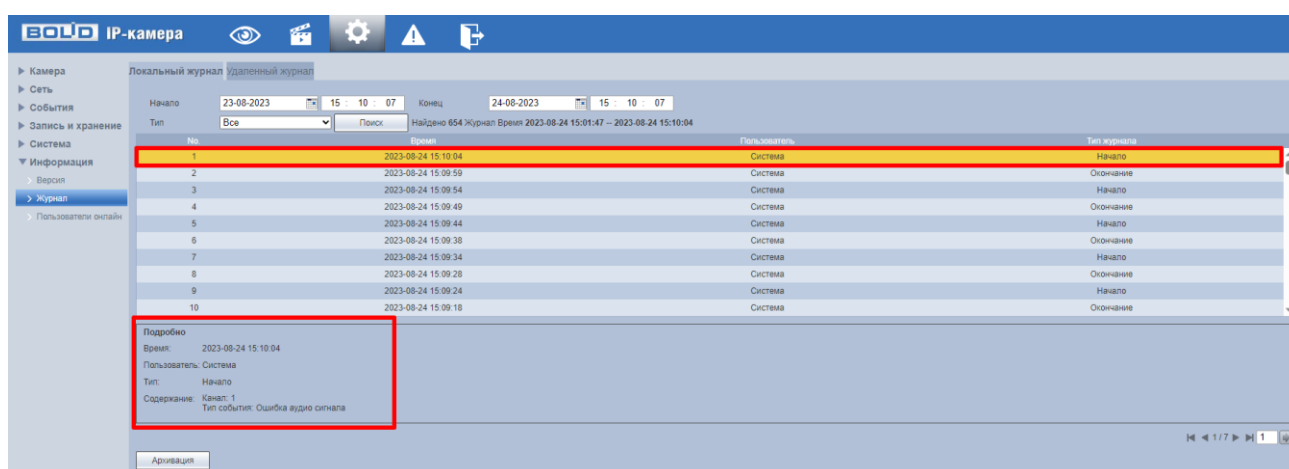 BOLID IP-камера
Камера
Сеть
События
Запись и хранение
Система
Информация
Версия
Журнал
Пользователи онлайн
Локальный журнал Удаленный журнал
Начало 23-08-2023 15 : 10 : 07 Конец 24-08-2023 15 : 10 : 07
Тип Все Поиск Найдено 654 Журнал Время 2023-08-24 15:01:47 -- 2023-08-24 15:10:04
No. Время Пользователь Тип журнала
1 2023-08-24 15:10:04 Система Начало
2 2023-08-24 15:09:59 Система Окончание
3 2023-08-24 15:09:54 Система Начало
4 2023-08-24 15:09:49 Система Окончание
5 2023-08-24 15:09:44 Система Начало
6 2023-08-24 15:09:38 Система Окончание
7 2023-08-24 15:09:34 Система Начало
8 2023-08-24 15:09:28 Система Окончание
9 2023-08-24 15:09:24 Система Начало
10 2023-08-24 15:09:18 Система Окончание
Подробно
Время: 2023-08-24 15:10:04
Пользователь: Система
Тип: Начало
Содержание: Канал: 1
Тип события: Ошибка аудио сигнала
1/7 1
Архивация